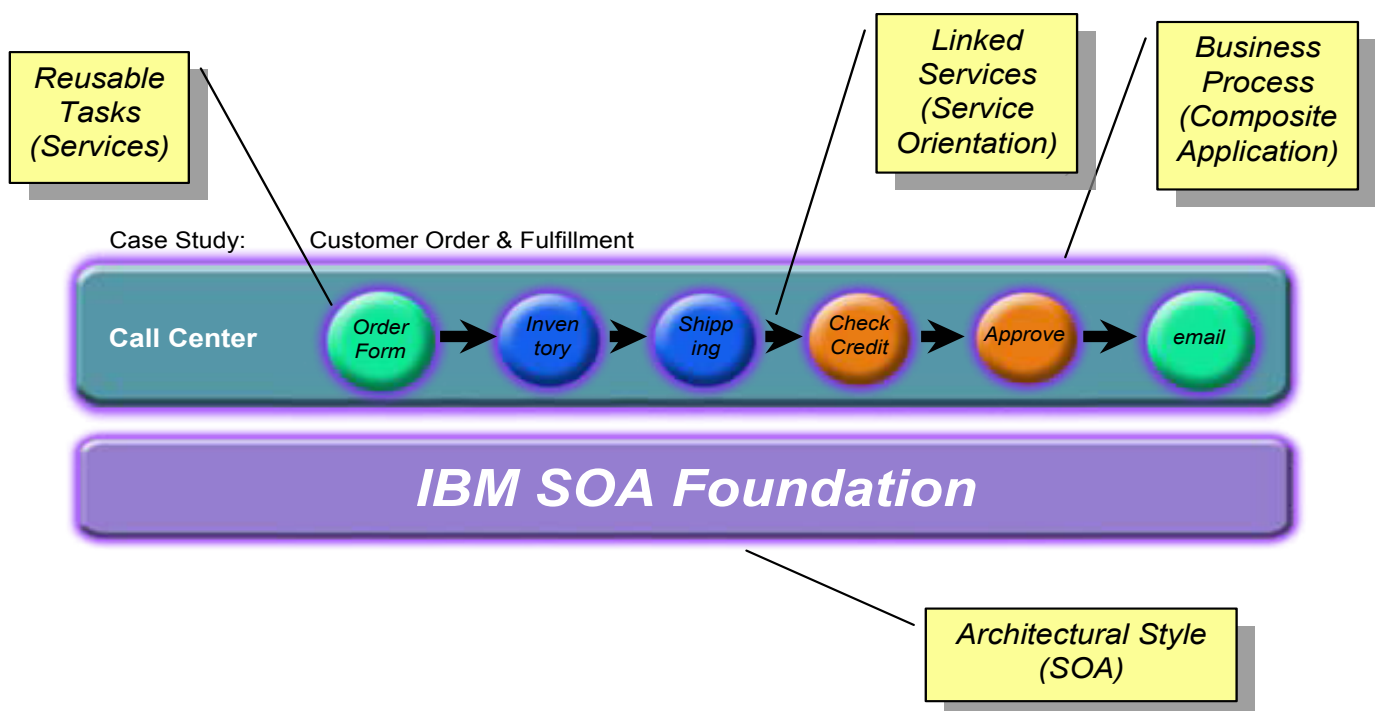 Reusable
Tasks
(Services)
Linked
Services
(Service
Orientation)
Business
Process
(Composite
Application)
Case Study: Customer Order & Fulfillment
Call Center
Order
Form
Inven
tory
Shipp
ing
Check
Credit
Approve
email
IBM SOA Foundation
Architectural Style
(SOA)